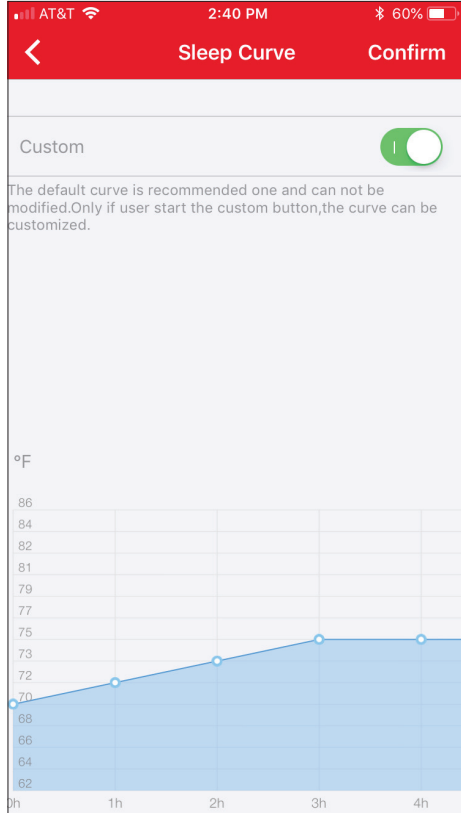 AT&T 2:40 PM 60%
Sleep Curve Confirm
Custom
The default curve is recommended one and can not be
modified.Only if user start the custom button,the curve can be
customized.
°F
86
84
82
81
79
77
75
73
72
70
68
66
64
62
0h 1h 2h 3h 4h